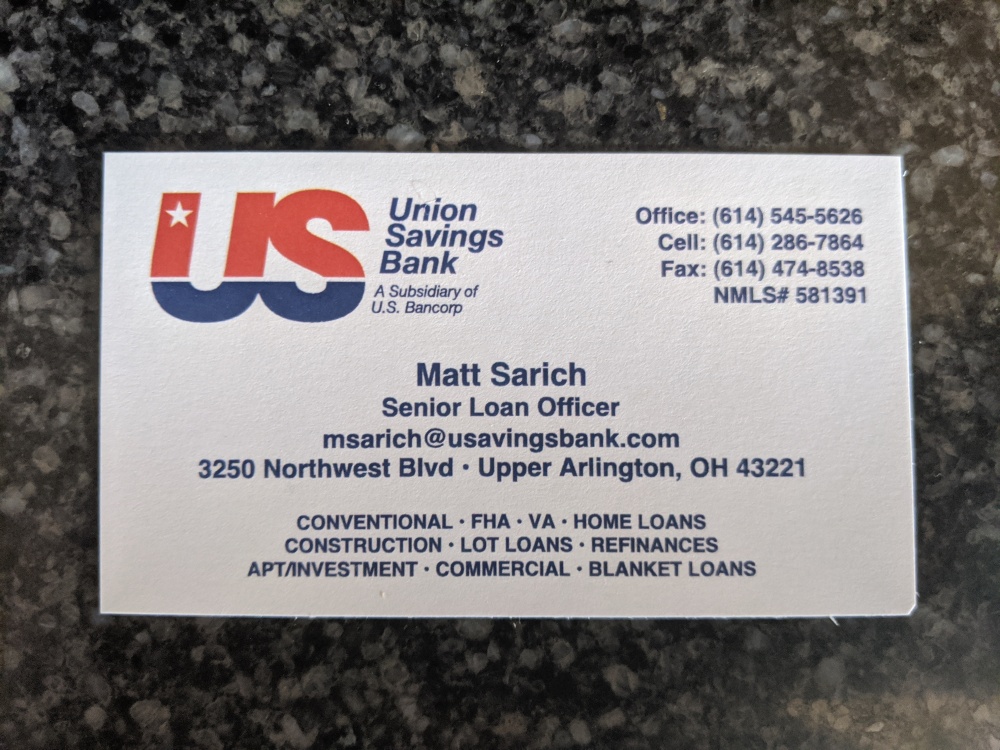 US
Union
Savings
Bank
A Subsidiary of
U.S. Bancorp
Office: (614) 545-5626
Cell: (614) 286-7864
Fax: (614) 474-8538
NMLS# 581391
Matt Sarich
Senior Loan Officer
msarich@usavingsbank.com
3250 Northwest Blvd · Upper Arlington, OH 43221
CONVENTIONAL · FHA · VA · HOME LOANS
CONSTRUCTION · LOT LOANS · REFINANCES
APT/INVESTMENT · COMMERCIAL · BLANKET LOANS